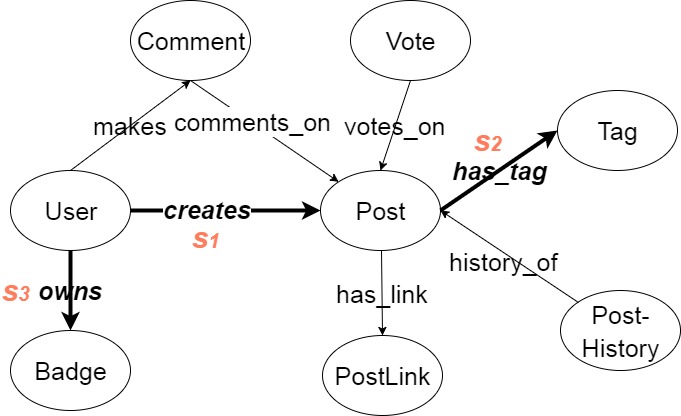 Comment
Vote
makes
comments_on
votes_on
s2
has_tag
Tag
User
creates
s1
Post
s3 owns
has_link
history_of
Badge
PostLink
Post-
History